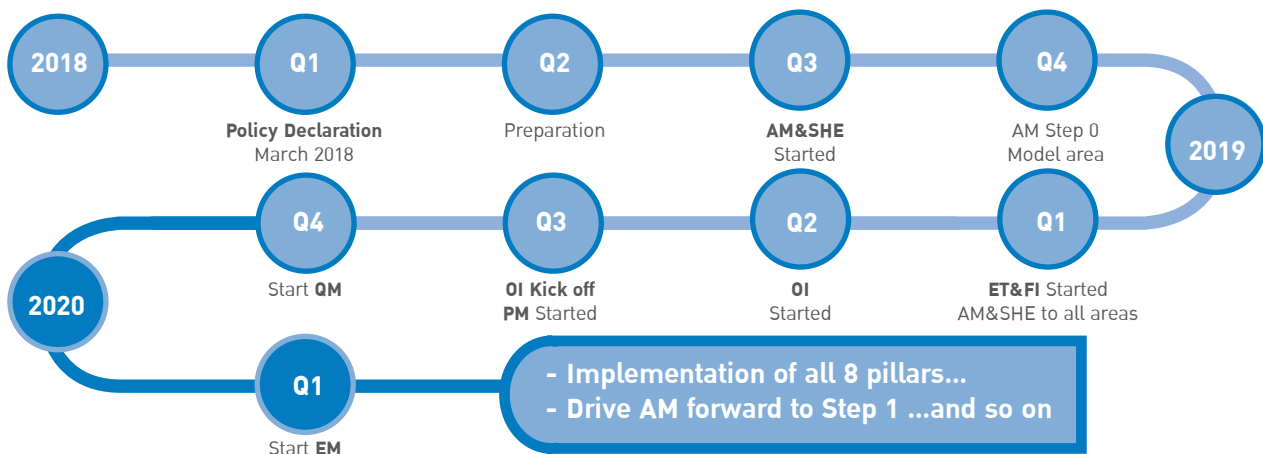 2018
Q1
Policy Declaration
March 2018
Q2
Preparation
Q3
AM&SHE
Started
Q4
AM Step 0
Model area
2019
Q1
ET&FI Started
AM&SHE to all areas
Q2
OI
Started
Q3
OI Kick off
PM Started
Q4
Start QM
2020
Q1
Start EM
- Implementation of all 8 pillars...
- Drive AM forward to Step 1 ...and so on